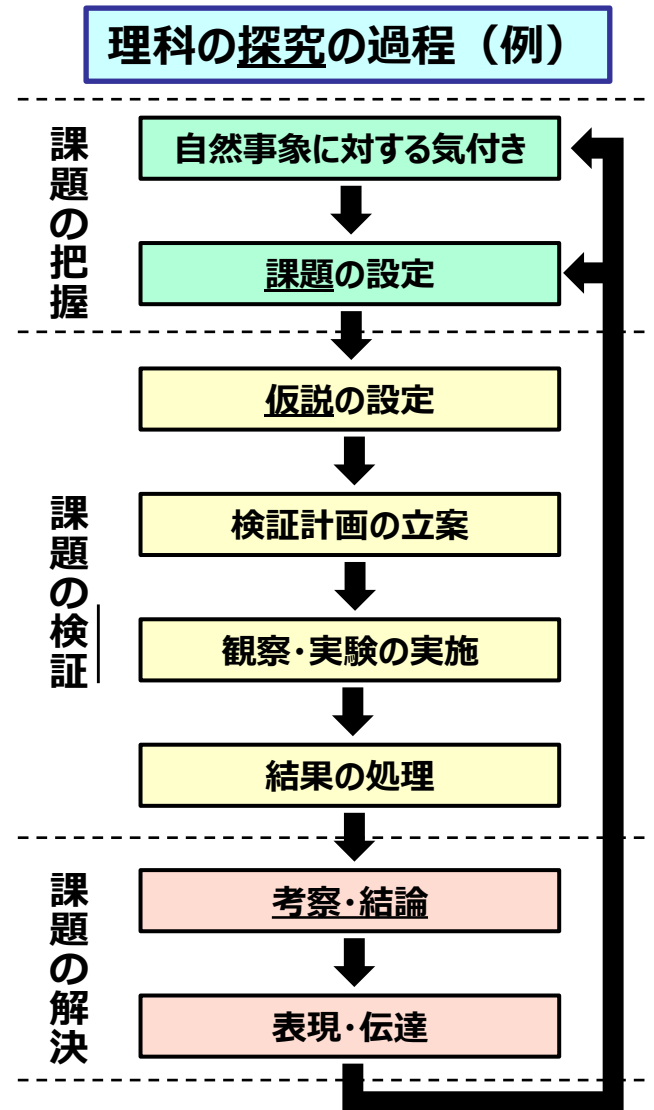 理科の探究の過程（例）
課題の把握
自然事象に対する気付き
課題の設定
課題の検証
仮説の設定
検証計画の立案
観察･実験の実施
結果の処理
課題の解決
考察･結論
表現･伝達